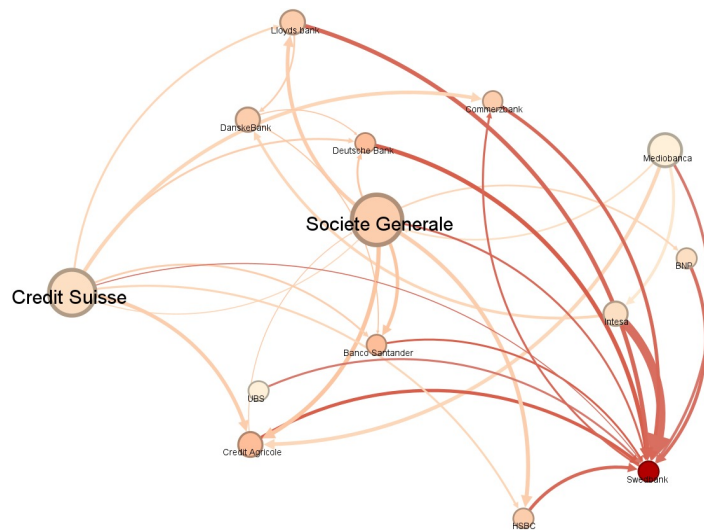 Lloyds bank
Commerzbank
DanskeBank
Deutsche Bank
Mediobanca
Societe Generale
BNP
Credit Suisse
Intesa
Banco Santander
UBS
Credit Agricole
Swedbank
HSBC